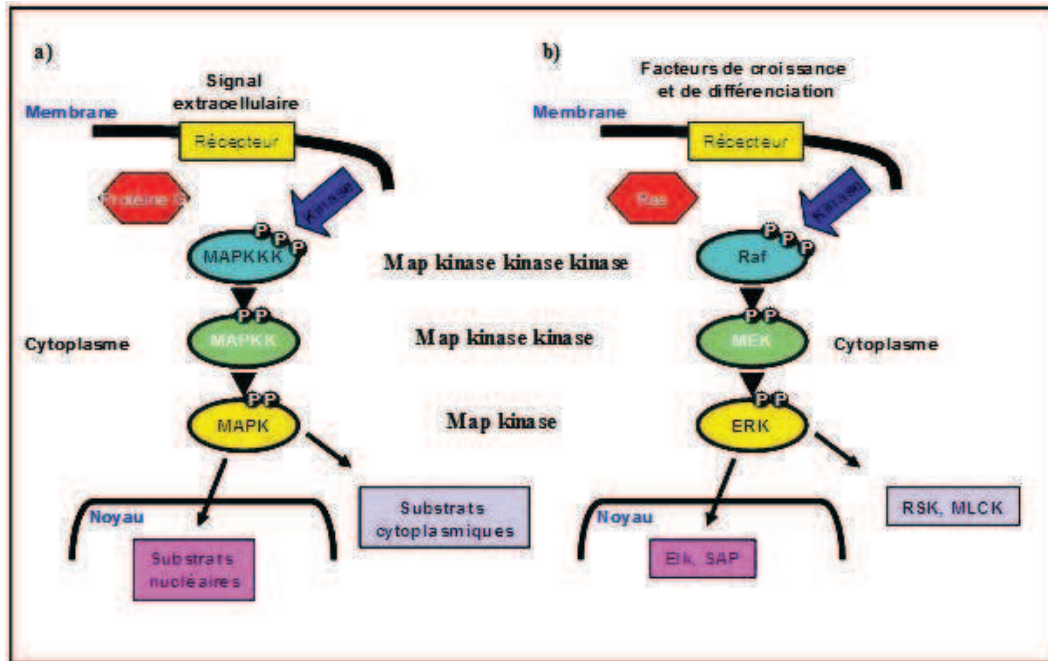 a)
Signal
extracellulaire
Membrane
Récepteur
Protéine G
Kinase
P P P
MAPKKK
Map kinase kinase kinase
P P
MAPKK
Map kinase kinase
Cytoplasme
P P
MAPK
Map kinase
Substrats
cytoplasmiques
Noyau
Substrats
nucléaires
b)
Facteurs de croissance
et de différenciation
Membrane
Récepteur
Ras
Kinase
P P P
Raf
P P
MEK
Cytoplasme
P P
ERK
RSK, MLCK
Noyau
Elk, SAP